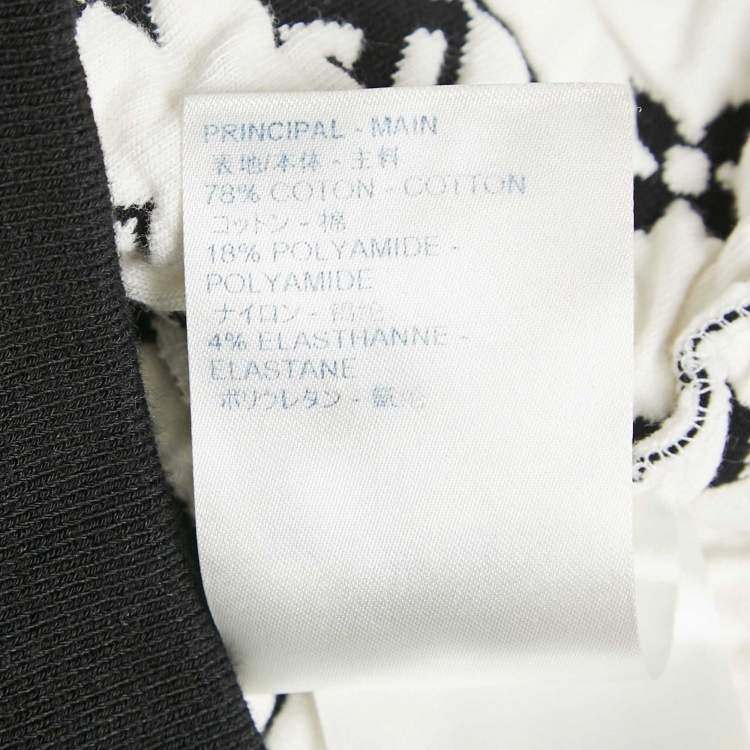 PRINCIPAL - MAIN
表地/本体 - 主料
78% COTON - COTTON
コットン - 棉
18% POLYAMIDE -
POLYAMIDE
ナイロン - 锦纶
4% ELASTHANNE -
ELASTANE
ポリウレタン - 氨纶